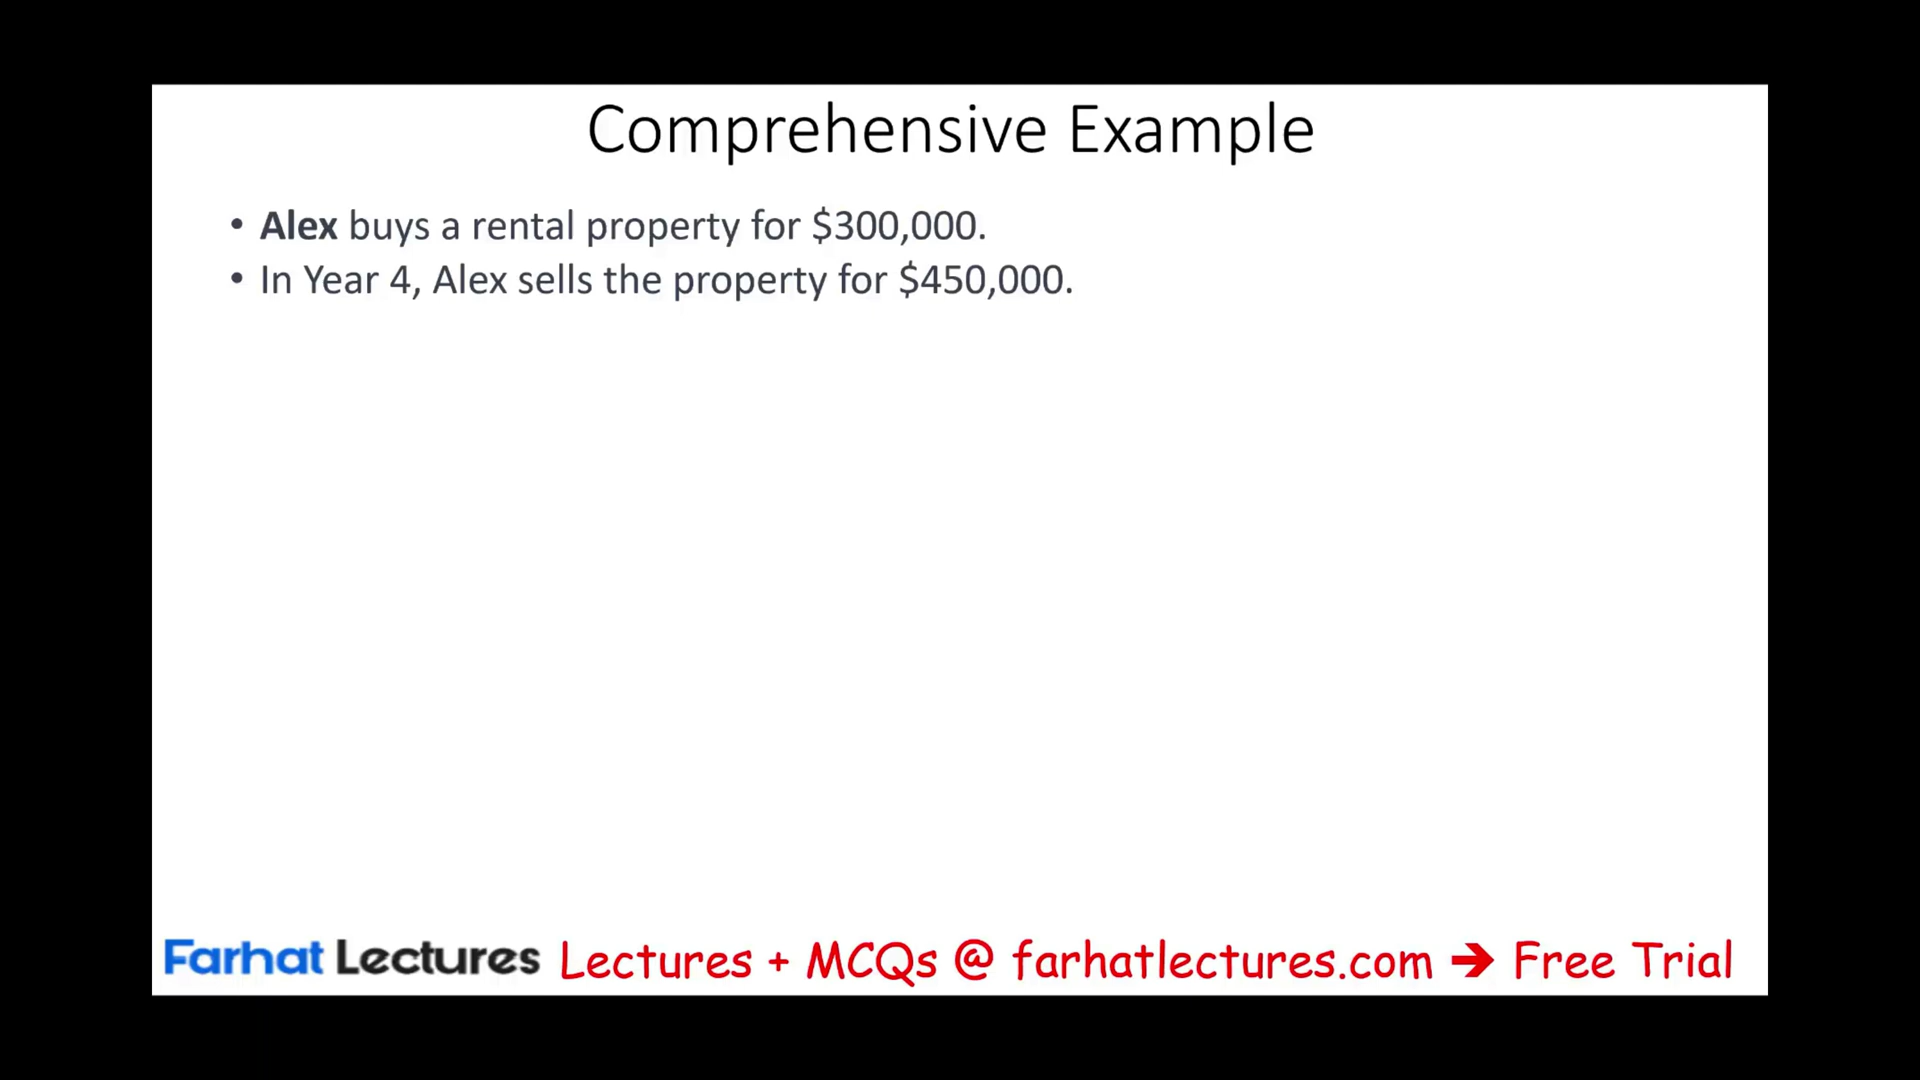 Comprehensive Example
• Alex buys a rental property for $300,000.
• In Year 4, Alex sells the property for $450,000.
Farhat Lectures Lectures + MCQs @ farhatlectures.com → Free Trial